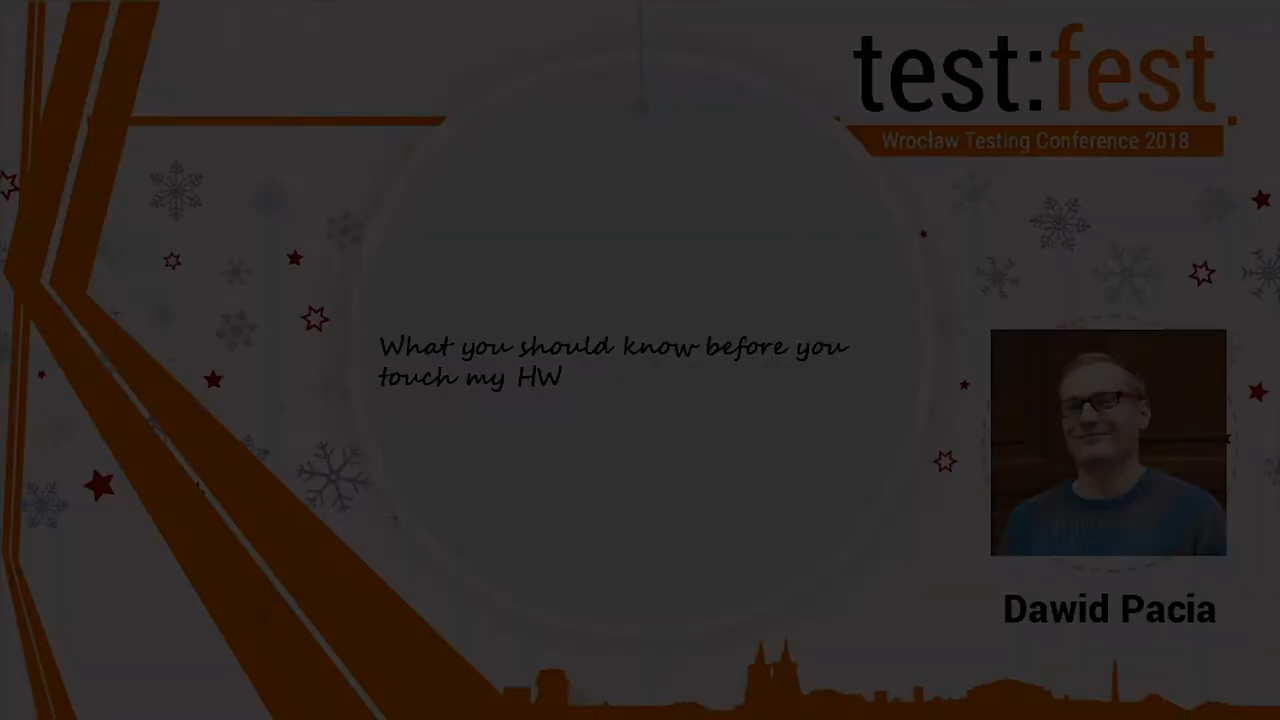 test:fest
Wrocław Testing Conference 2018
What you should know before you
touch my HW
Dawid Pacia